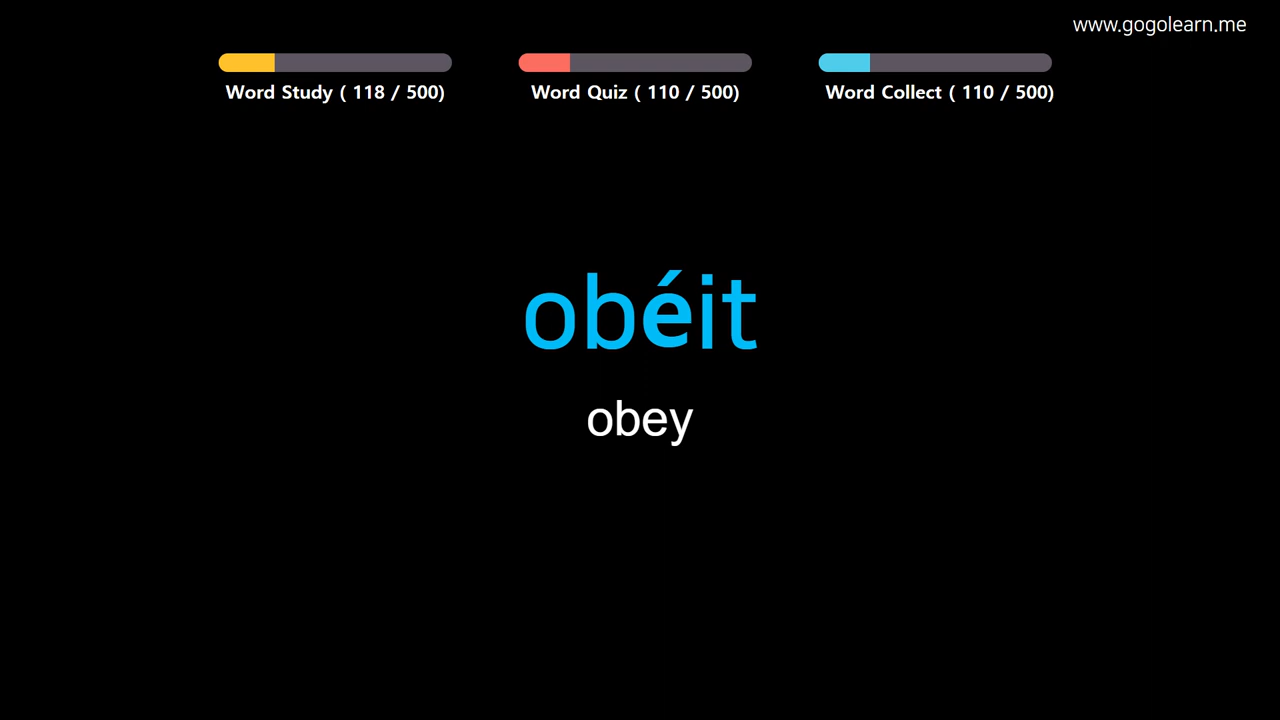 www.gogolearn.me
Word Study ( 118 / 500)
Word Quiz ( 110 / 500)
Word Collect ( 110 / 500)
obéit
obey